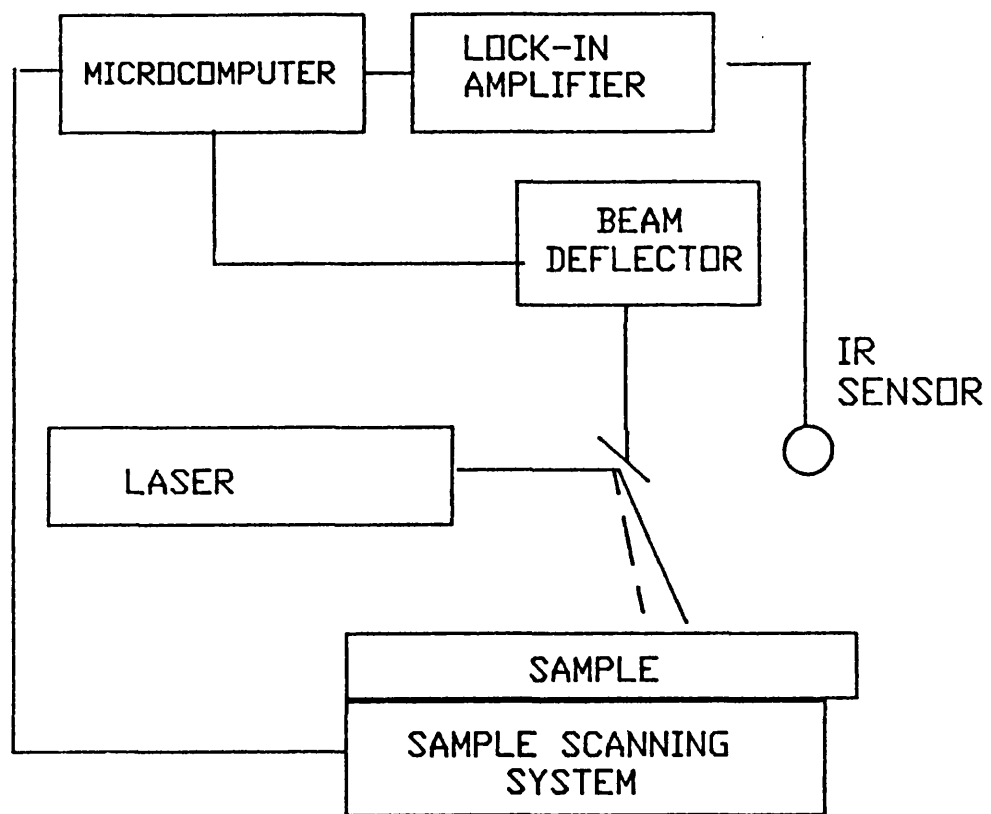 MICROCOMPUTER
LOCK-IN
AMPLIFIER
BEAM
DEFLECTOR
IR
SENSOR
LASER
SAMPLE
SAMPLE SCANNING
SYSTEM